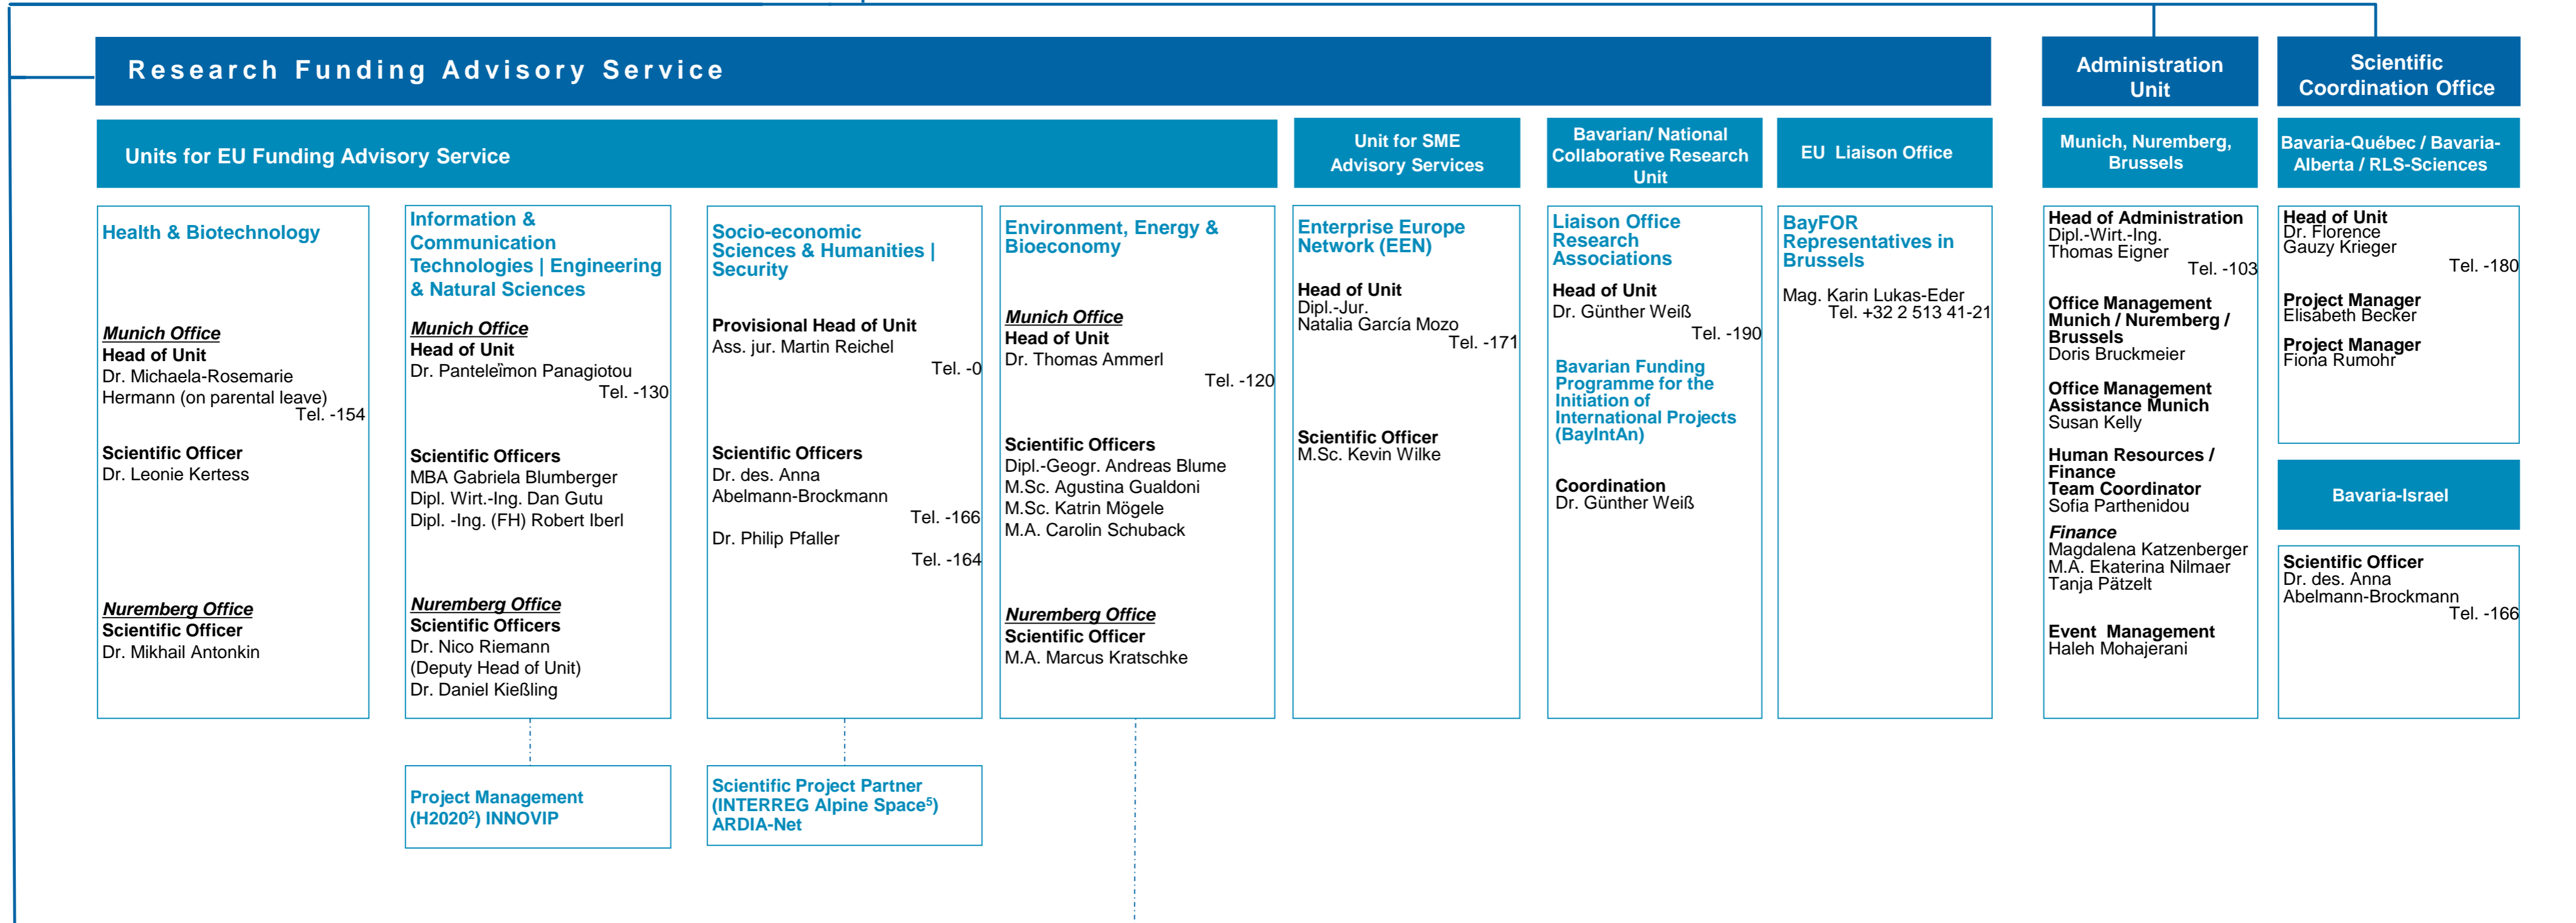 Research Funding Advisory Service
Administration
Unit
Scientific
Coordination Office
Units for EU Funding Advisory Service
Unit for SME
Advisory Services
Bavarian/ National
Collaborative Research
Unit
EU Liaison Office
Munich, Nuremberg,
Brussels
Bavaria-Québec / Bavaria-
Alberta / RLS-Sciences
Health & Biotechnology
Munich Office
Head of Unit
Dr. Michaela-Rosemarie
Hermann (on parental leave)
Tel. -154
Scientific Officer
Dr. Leonie Kertess
Nuremberg Office
Scientific Officer
Dr. Mikhail Antonkin
Information &
Communication
Technologies | Engineering
& Natural Sciences
Munich Office
Head of Unit
Dr. Panteleïmon Panagiotou
Tel. -130
Scientific Officers
MBA Gabriela Blumberger
Dipl. Wirt.-Ing. Dan Gutu
Dipl. -Ing. (FH) Robert Iberl
Nuremberg Office
Scientific Officers
Dr. Nico Riemann
(Deputy Head of Unit)
Dr. Daniel Kießling
Project Management
(H2020²) INNOVIP
Socio-economic
Sciences & Humanities |
Security
Provisional Head of Unit
Ass. jur. Martin Reichel
Tel. -0
Scientific Officers
Dr. des. Anna
Abelmann-Brockmann
Tel. -166
Dr. Philip Pfaller
Tel. -164
Scientific Project Partner
(INTERREG Alpine Space⁵)
ARDIA-Net
Environment, Energy &
Bioeconomy
Munich Office
Head of Unit
Dr. Thomas Ammerl
Tel. -120
Scientific Officers
Dipl.-Geogr. Andreas Blume
M.Sc. Agustina Gualdoni
M.Sc. Katrin Mögele
M.A. Carolin Schuback
Nuremberg Office
Scientific Officer
M.A. Marcus Kratschke
Enterprise Europe
Network (EEN)
Head of Unit
Dipl.-Jur.
Natalia García Mozo
Tel. -171
Scientific Officer
M.Sc. Kevin Wilke
Liaison Office
Research
Associations
Head of Unit
Dr. Günther Weiß
Tel. -190
Bavarian Funding
Programme for the
Initiation of
International Projects
(BayIntAn)
Coordination
Dr. Günther Weiß
BayFOR
Representatives in
Brussels
Mag. Karin Lukas-Eder
Tel. +32 2 513 41-21
Head of Administration
Dipl.-Wirt.-Ing.
Thomas Eigner
Tel. -103
Office Management
Munich / Nuremberg /
Brussels
Doris Bruckmeier
Office Management
Assistance Munich
Susan Kelly
Human Resources /
Finance
Team Coordinator
Sofia Parthenidou
Finance
Magdalena Katzenberger
M.A. Ekaterina Nilmaer
Tanja Pätzelt
Event Management
Haleh Mohajerani
Head of Unit
Dr. Florence
Gauzy Krieger
Tel. -180
Project Manager
Elisabeth Becker
Project Manager
Fiona Rumohr
Bavaria-Israel
Scientific Officer
Dr. des. Anna
Abelmann-Brockmann
Tel. -166